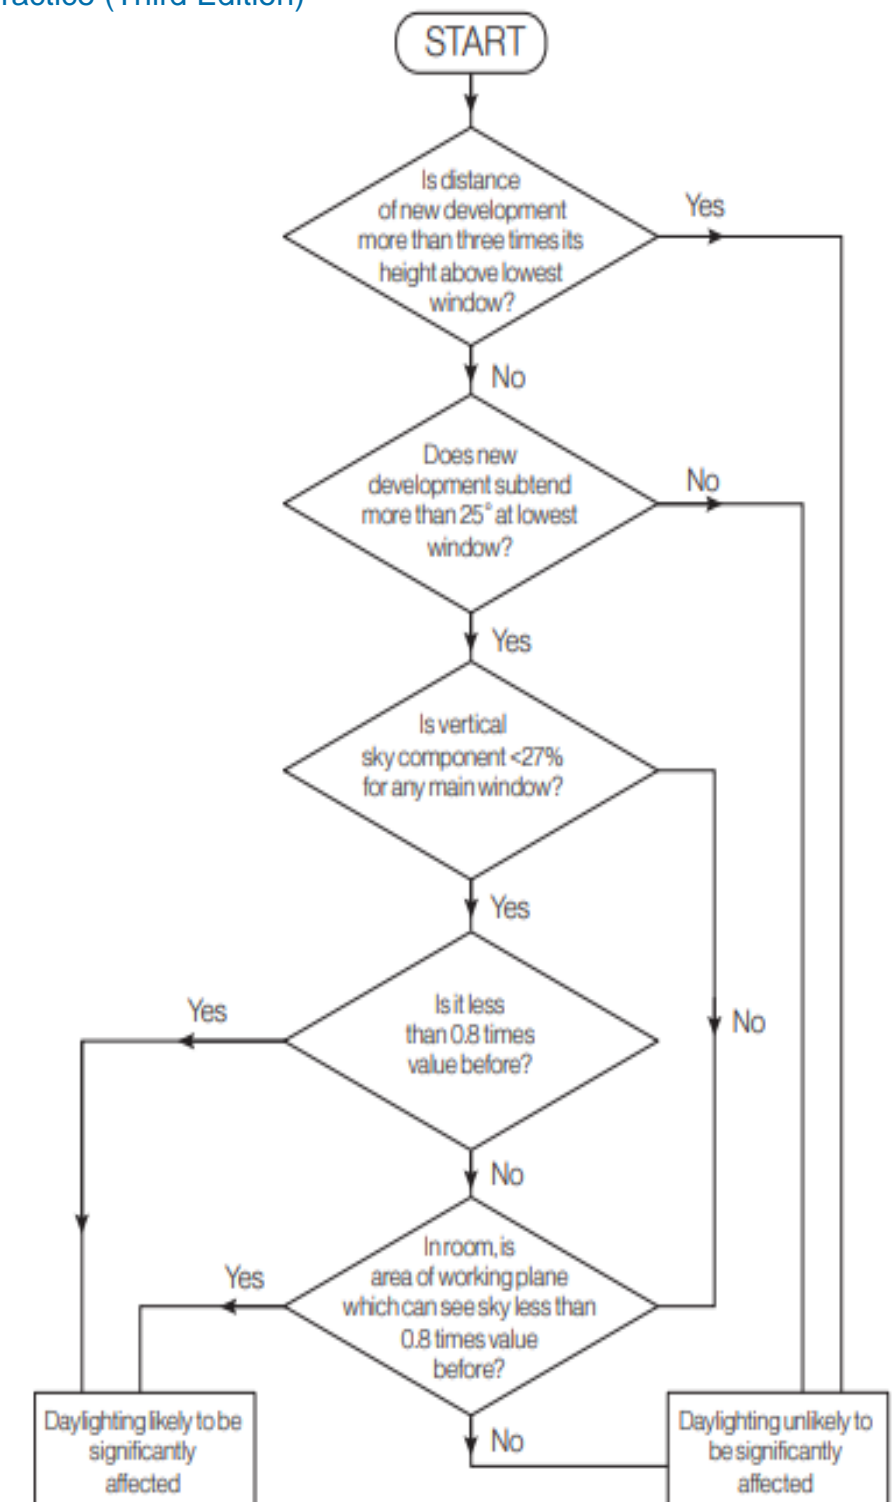 ractice (Third Edition)
START
Is distance
of new development
more than three times its
height above lowest
window?
Yes
No
Does new
development subtend
more than 25° at lowest
window?
No
Yes
Is vertical
sky component <27%
for any main window?
Yes
No
Is it less
than 0.8 times
value before?
Yes
No
In room, is
area of working plane
which can see sky less than
0.8 times value
before?
Yes
No
Daylighting likely to be
significantly
affected
Daylighting unlikely to
be significantly
affected